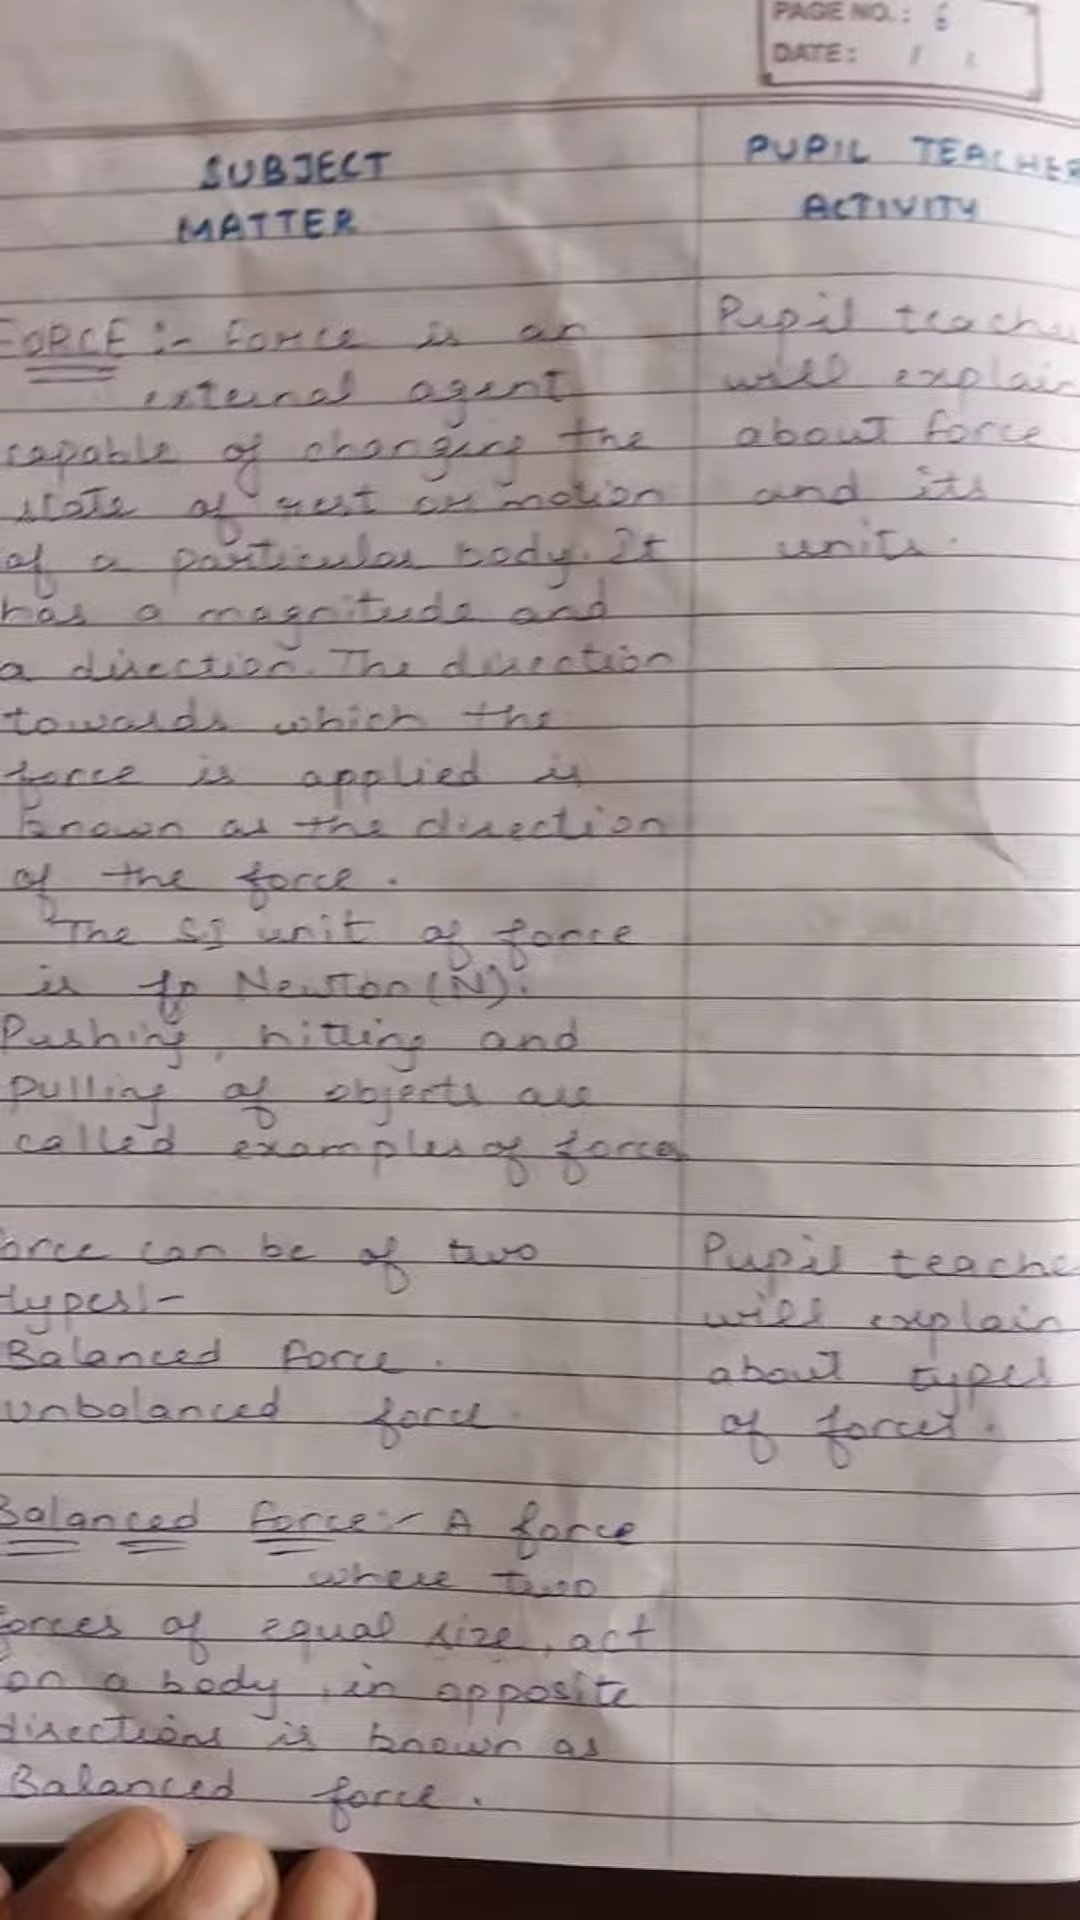 PAGE NO.: 6
DATE: / /
SUBJECT
MATTER
PUPIL TEACHER
ACTIVITY
FORCE :- Force is an
external agent
capable of changing the
state of rest or motion
of a particular body. It
has a magnitude and
a direction. The direction
towards which the
force is applied is
known as the direction
of the force.
The SI unit of force
is Newton (N).
Pushing, hitting and
pulling of objects are
called examples of force
Pupil teache
will explain
about force
and its
units.
orce can be of two
types:-
Balanced Force.
unbalanced force.
Pupil teache
will explain
about types
of forces.
Balanced Force:- A force
where two
forces of equal size, act
on a body, in opposite
directions is known as
Balanced force.